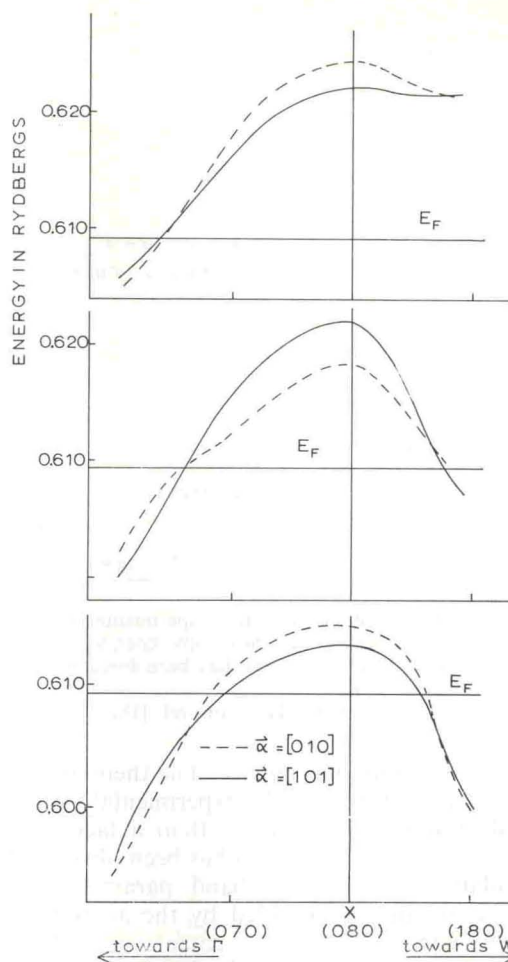 ENERGY IN RYDBERGS
0.620
0.610
E_F
0.620
0.610
E_F
0.610
0.600
E_F
--- α⃗ = [010]
— α⃗ = [101]
X
(070) (080) (180)
towards Γ towards W